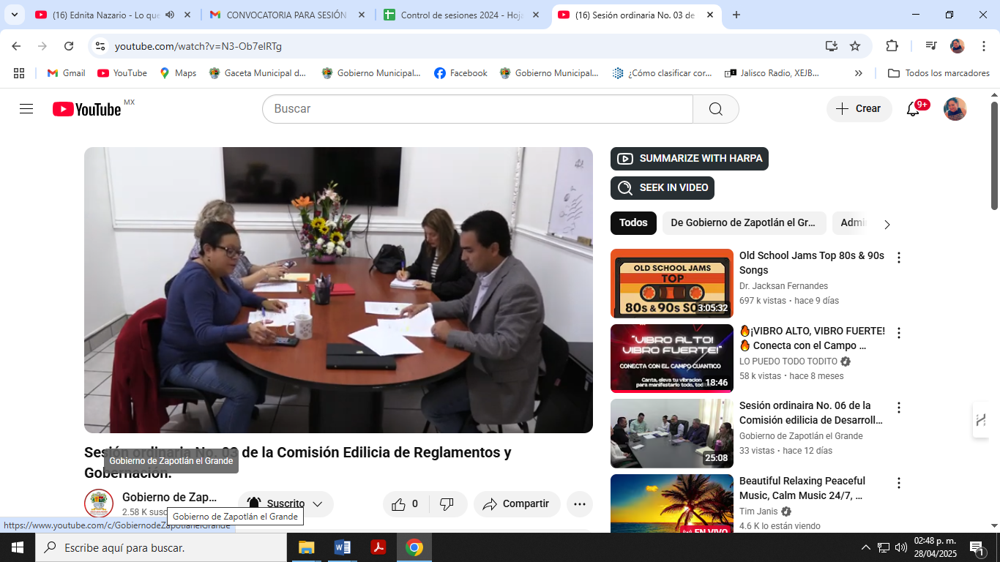 (16) Ednita Nazario - Lo que
CONVOCATORIA PARA SESIÓN
Control de sesiones 2024 - Hoja
(16) Sesión ordinaria No. 03 de
youtube.com/watch?v=N3-Ob7eIRTg
Gmail
YouTube
Maps
Gaceta Municipal d...
Gobierno Municipal...
Facebook
Gobierno Municipal...
¿Cómo clasificar cor...
Jalisco Radio, XEJB...
Todos los marcadores
YouTube MX
Buscar
Crear
9+
SUMMARIZE WITH HARPA
SEEK IN VIDEO
Todos
De Gobierno de Zapotlán el Gr...
Admi
OLD SCHOOL JAMS
TOP
80s & 90s SO
3:05:32
Old School Jams Top 80s & 90s
Songs
Dr. Jacksan Fernandes
697 k vistas • hace 9 días
"VIBRO ALTO!
VIBRO FUERTE!"
CONECTA CON EL CAMPO CUANTICO
Canta, eleva tu vibracion
para manifestarlo todo, tod
18:46
🔥¡VIBRO ALTO, VIBRO FUERTE!
🔥 Conecta con el Campo ...
LO PUEDO TODO TODITO
58 k vistas • hace 8 meses
25:08
Sesión ordinaira No. 06 de la
Comisión edilicia de Desarroll...
Gobierno de Zapotlán el Grande
33 vistas • hace 12 días
EN VIVO
Beautiful Relaxing Peaceful
Music, Calm Music 24/7, ...
Tim Janis
4.6 K lo están viendo
Sesión ordinaria No. 03 de la Comisión Edilicia de Reglamentos y
Gobernación.
Gobierno de Zapotlán el Grande
Gobierno de Zap...
2.58 K susc
Suscrito
0
Compartir
Gobierno de Zapotlán el Grande
https://www.youtube.com/c/GobiernodeZapotlanelGrande
Escribe aquí para buscar.
02:48 p. m.
28/04/2025
1